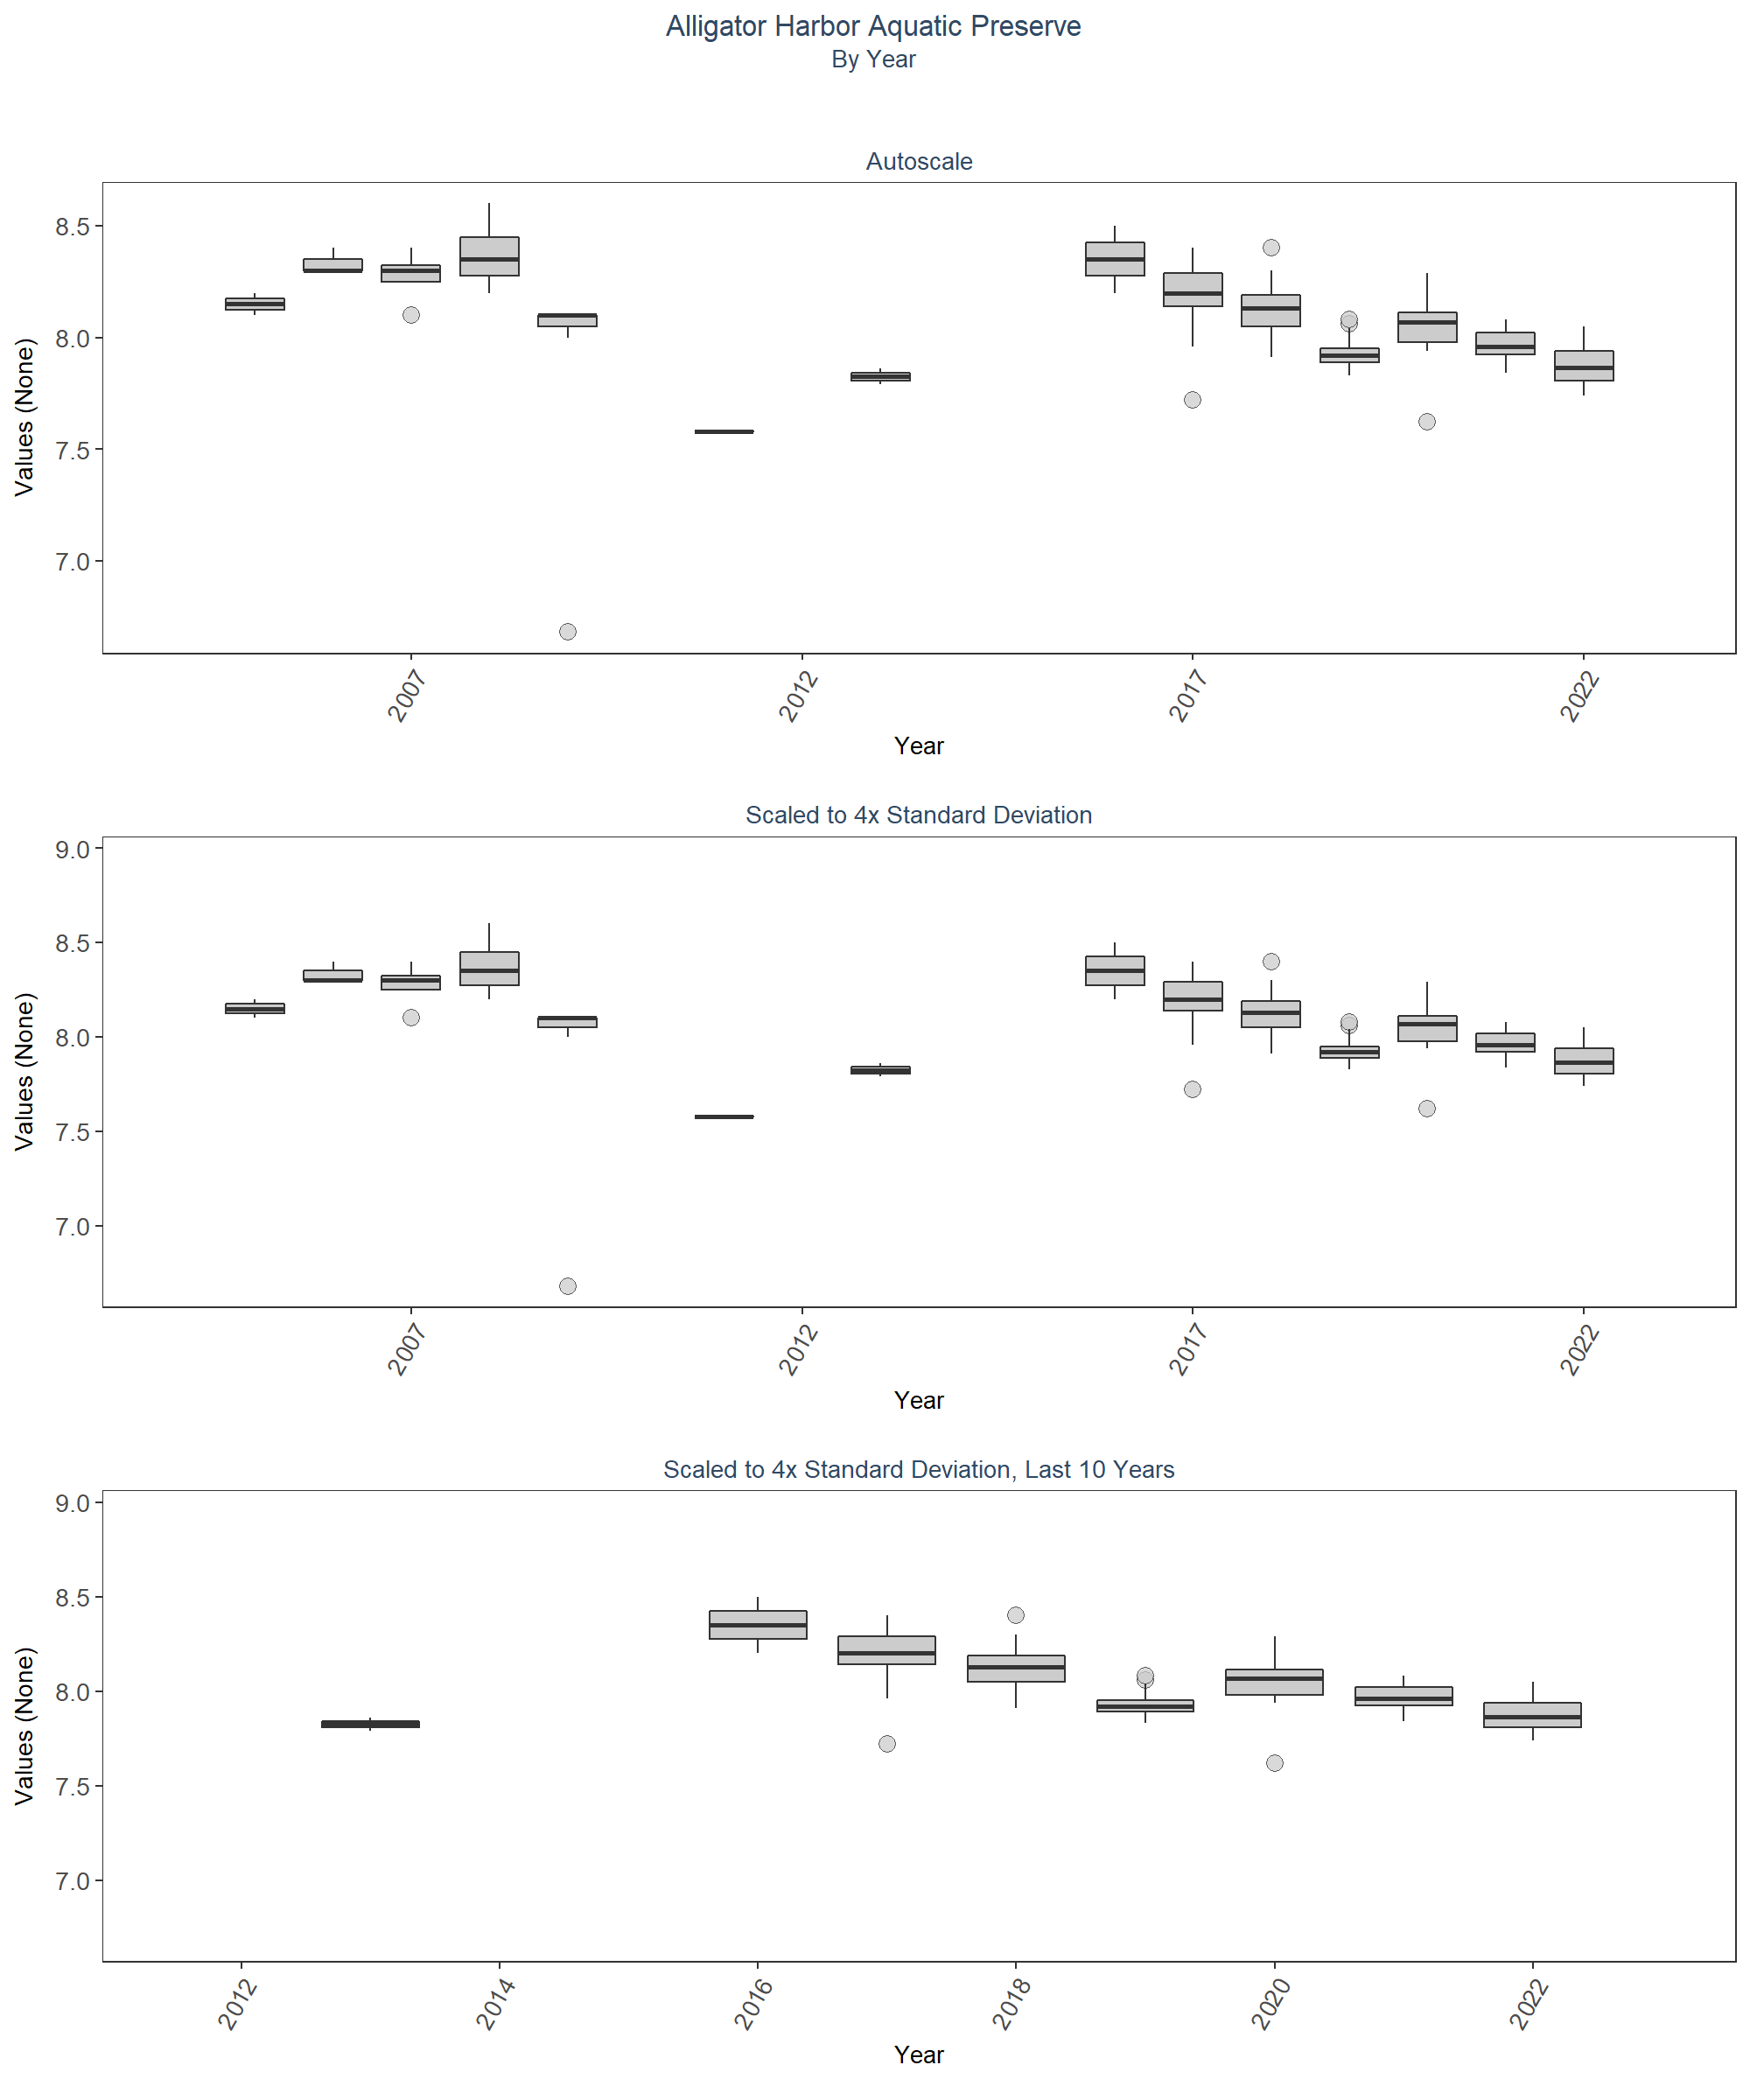 Alligator Harbor Aquatic Preserve
By Year
Autoscale
Values (None)
8.5
8.0
7.5
7.0
2007
2012
2017
2022
Year
Scaled to 4x Standard Deviation
Values (None)
9.0
8.5
8.0
7.5
7.0
2007
2012
2017
2022
Year
Scaled to 4x Standard Deviation, Last 10 Years
Values (None)
9.0
8.5
8.0
7.5
7.0
2012
2014
2016
2018
2020
2022
Year